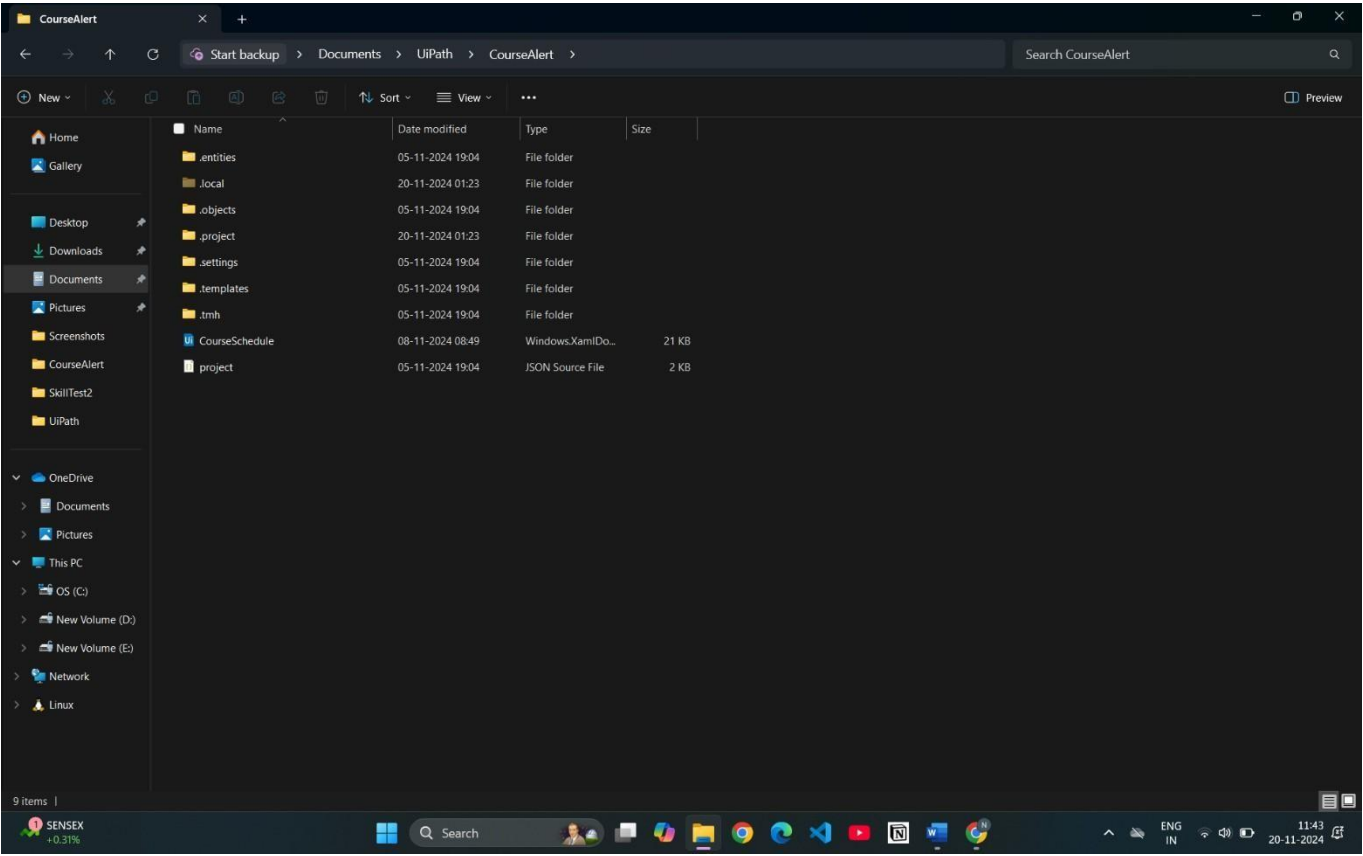 CourseAlert
Start backup > Documents > UiPath > CourseAlert >
Search CourseAlert
New
Sort
View
Preview
Home
Gallery
Desktop
Downloads
Documents
Pictures
Screenshots
CourseAlert
SkillTest2
UiPath
OneDrive
Documents
Pictures
This PC
OS (C:)
New Volume (D:)
New Volume (E:)
Network
Linux
Name Date modified Type Size
.entities 05-11-2024 19:04 File folder
.local 20-11-2024 01:23 File folder
.objects 05-11-2024 19:04 File folder
.project 20-11-2024 01:23 File folder
.settings 05-11-2024 19:04 File folder
.templates 05-11-2024 19:04 File folder
.tmh 05-11-2024 19:04 File folder
CourseSchedule 08-11-2024 08:49 Windows.XamlDo... 21 KB
project 05-11-2024 19:04 JSON Source File 2 KB
9 items
1
SENSEX
+0.31%
Search
N
ENG
IN
11:43
20-11-2024